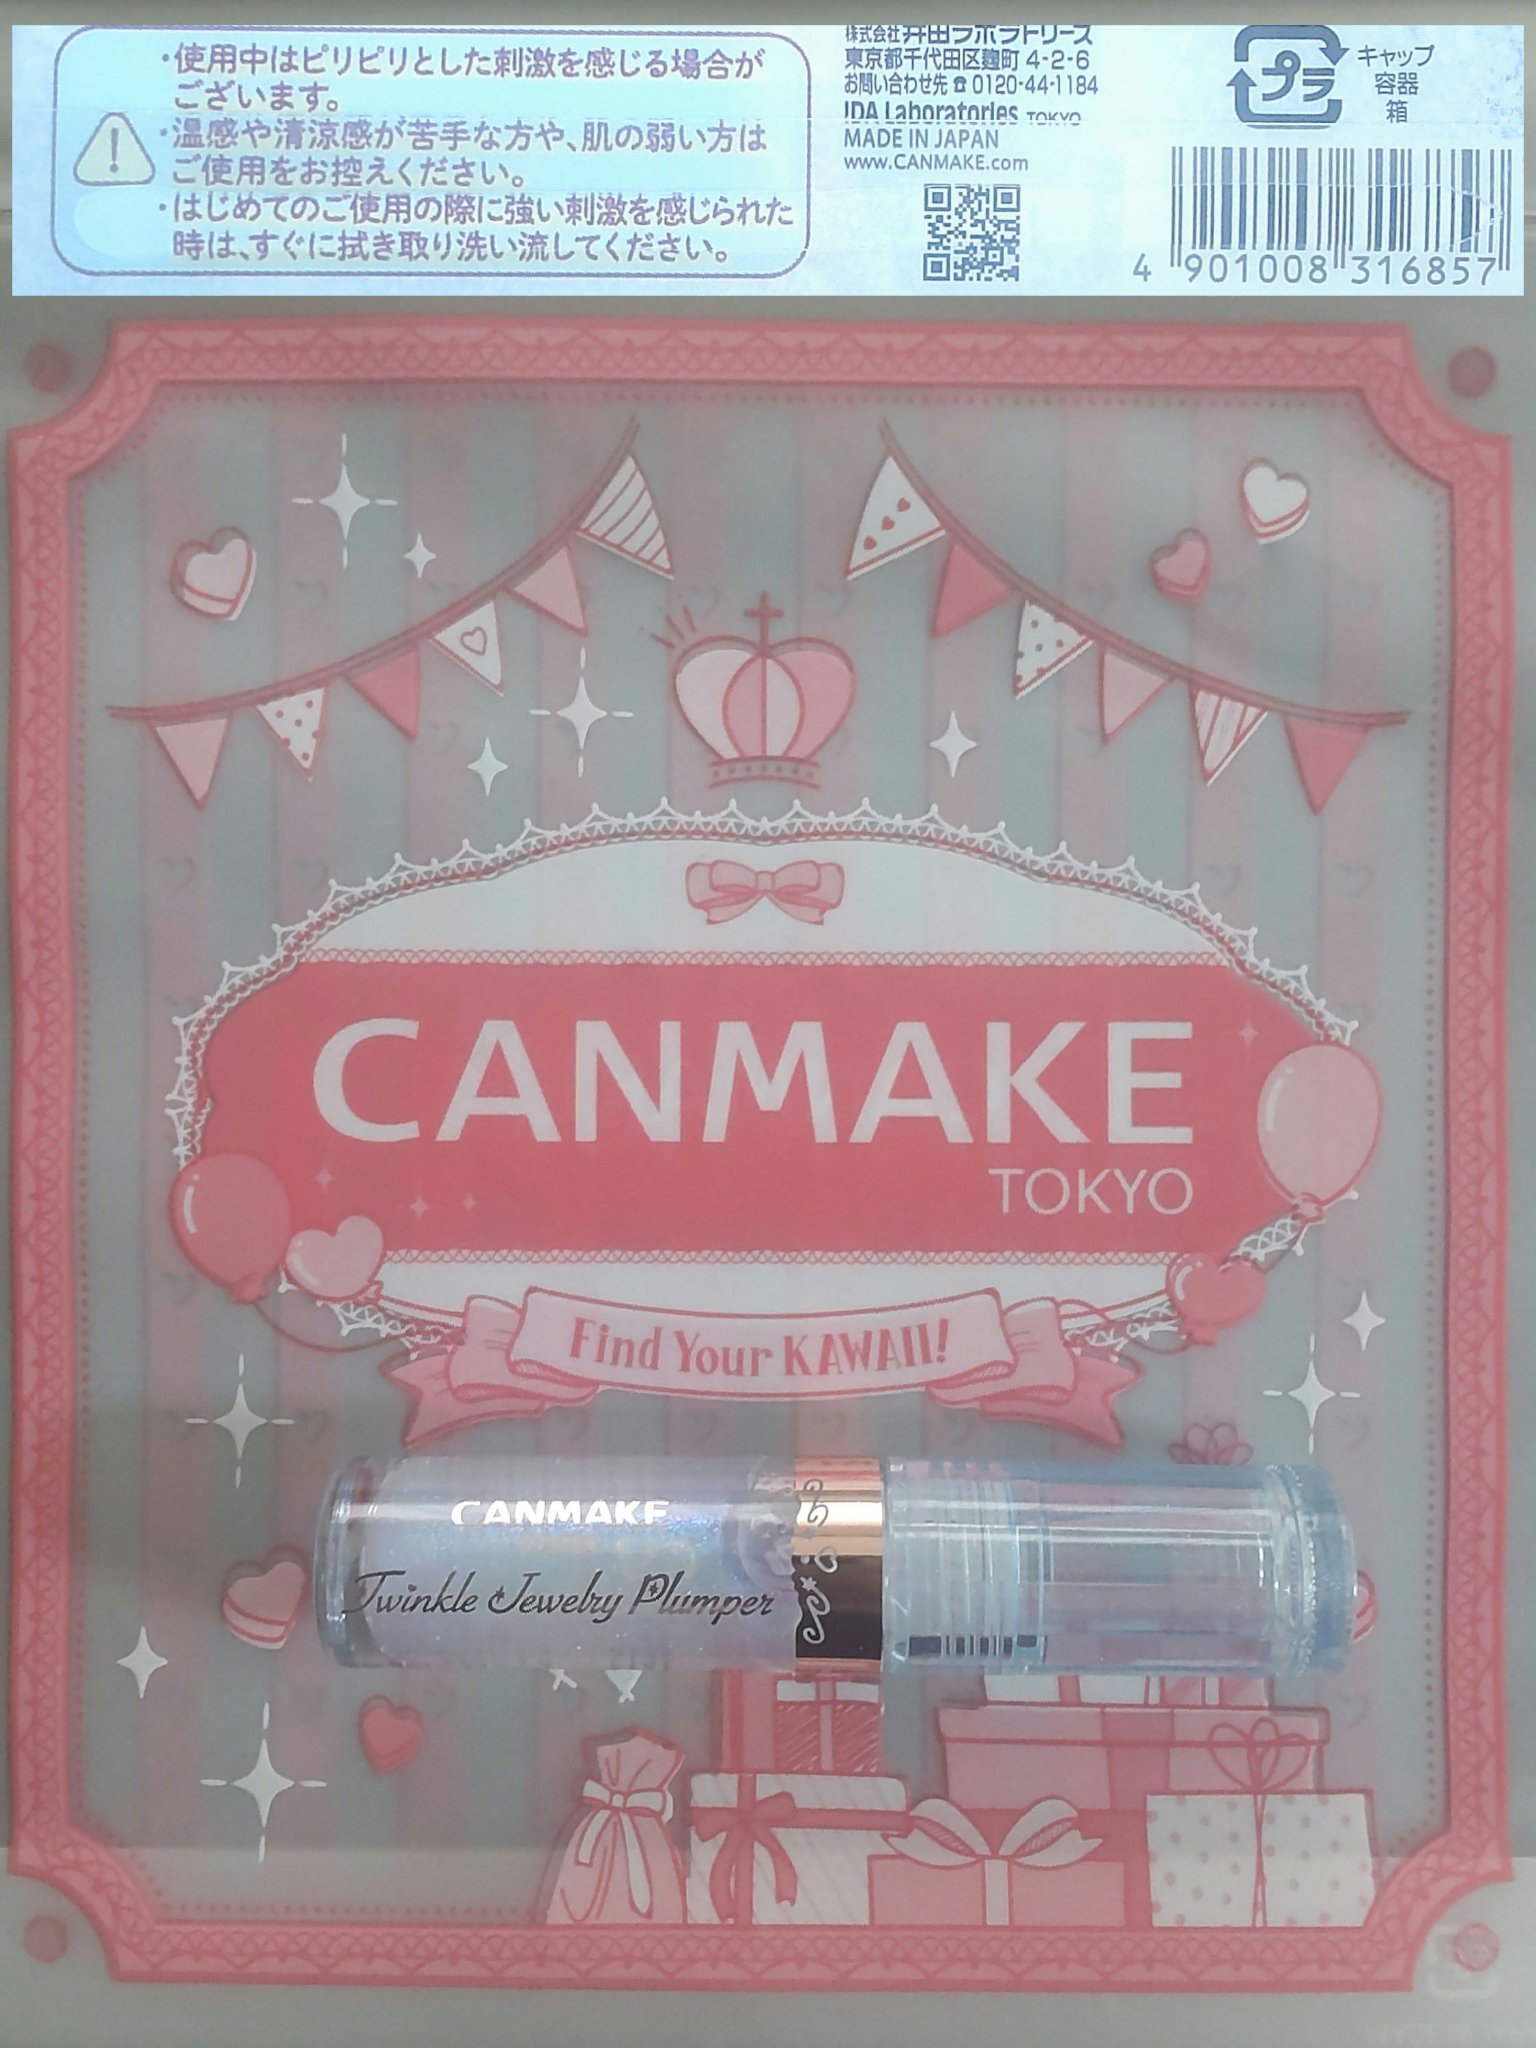 ・使用中はピリピリとした刺激を感じる場合が
ございます。
・温感や清涼感が苦手な方や、肌の弱い方は
ご使用をお控えください。
・はじめてのご使用の際に強い刺激を感じられた
時は、すぐに拭き取り洗い流してください。
株式会社井田ラボラトリーズ
東京都千代田区麹町 4-2-6
お問い合わせ先☎0120-44-1184
IDA Laboratories TOKYO
MADE IN JAPAN
www.CANMAKE.com
プラ
キャップ
容器
箱
4 901008 316857
CANMAKE
TOKYO
Find Your KAWAII!
CANMAKE
Twinkle Jewelry Plumper